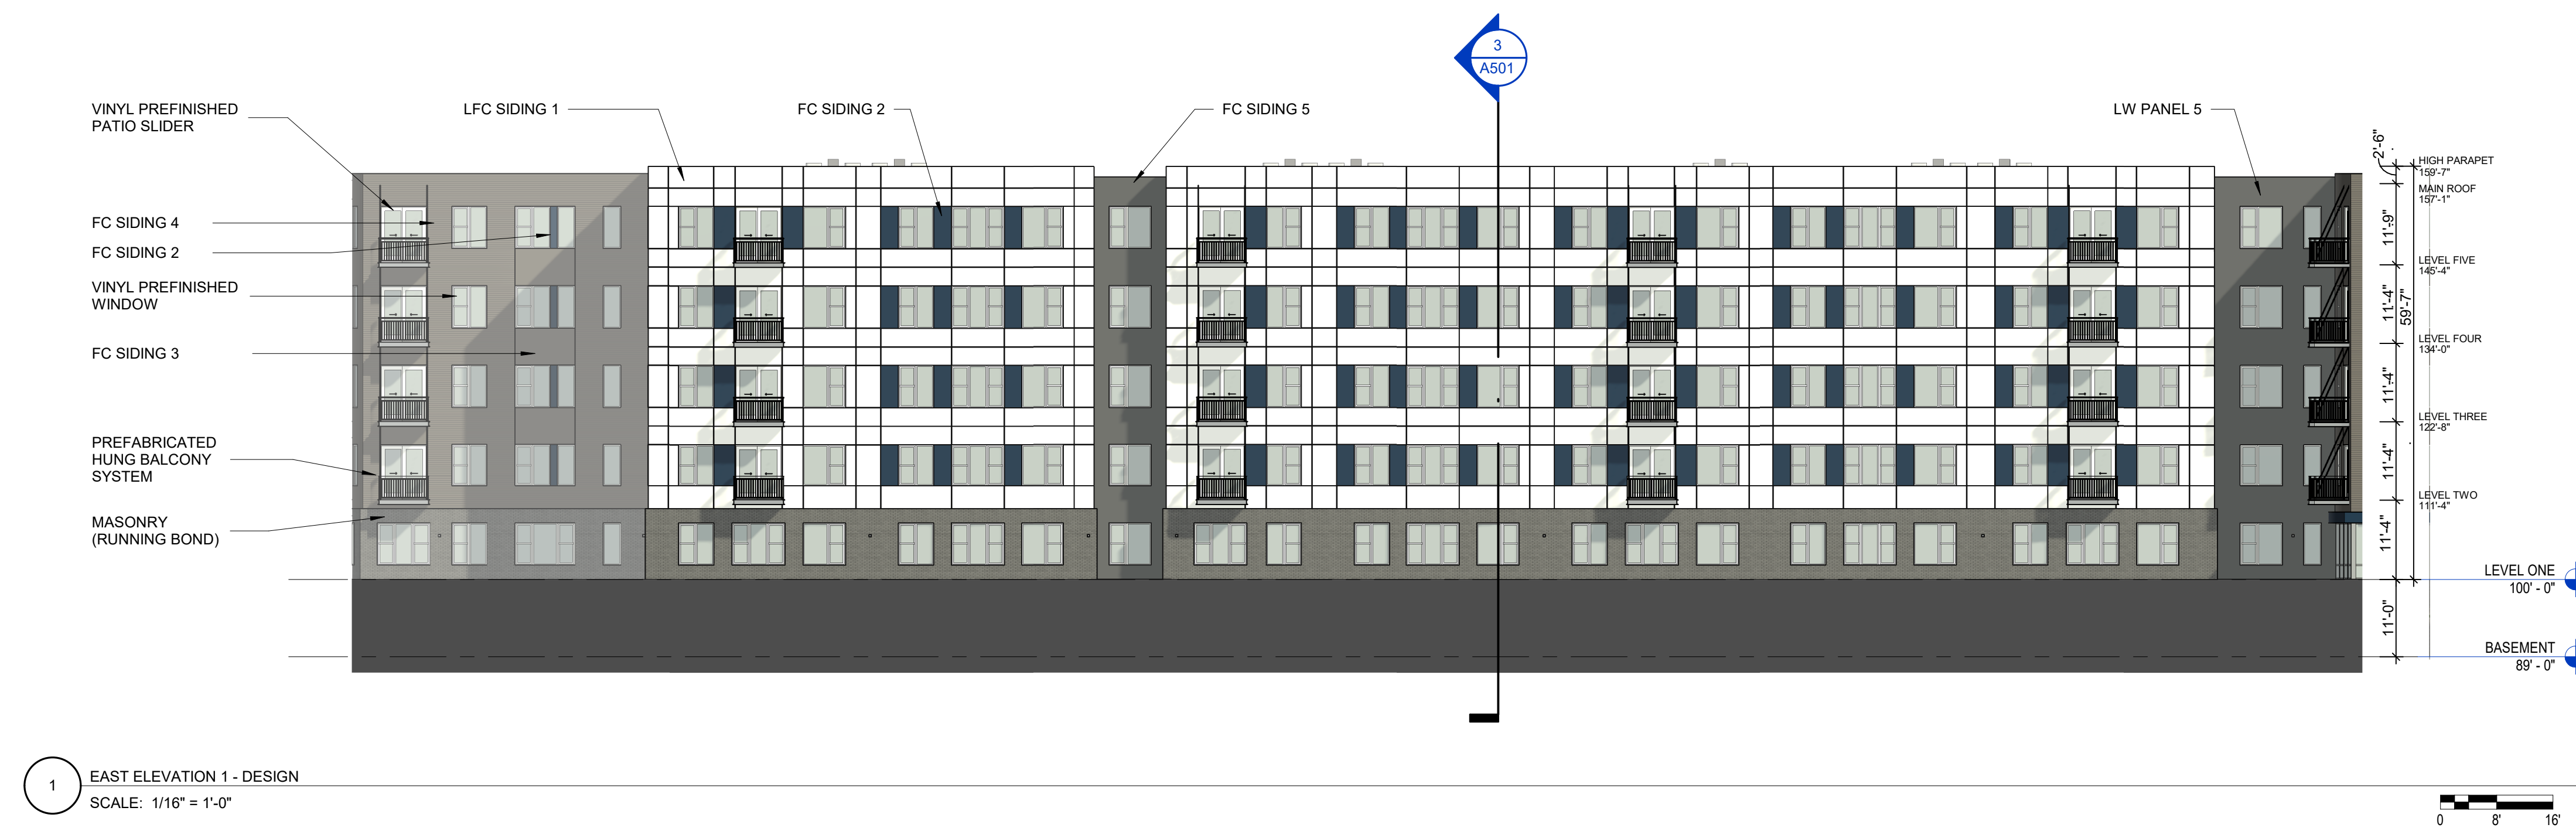 3
A501
VINYL PREFINISHED
PATIO SLIDER
LFC SIDING 1
FC SIDING 2
FC SIDING 5
LW PANEL 5
FC SIDING 4
FC SIDING 2
VINYL PREFINISHED
WINDOW
FC SIDING 3
PREFABRICATED
HUNG BALCONY
SYSTEM
MASONRY
(RUNNING BOND)
2'-6"
11'-9"
11'-4"
11'-4"
11'-4"
11'-4"
11'-0"
59'-7"
HIGH PARAPET
159'-7"
MAIN ROOF
157'-1"
LEVEL FIVE
145'-4"
LEVEL FOUR
134'-0"
LEVEL THREE
122'-8"
LEVEL TWO
111'-4"
LEVEL ONE
100' - 0"
BASEMENT
89' - 0"
1
EAST ELEVATION 1 - DESIGN
SCALE: 1/16" = 1'-0"
0 8' 16'